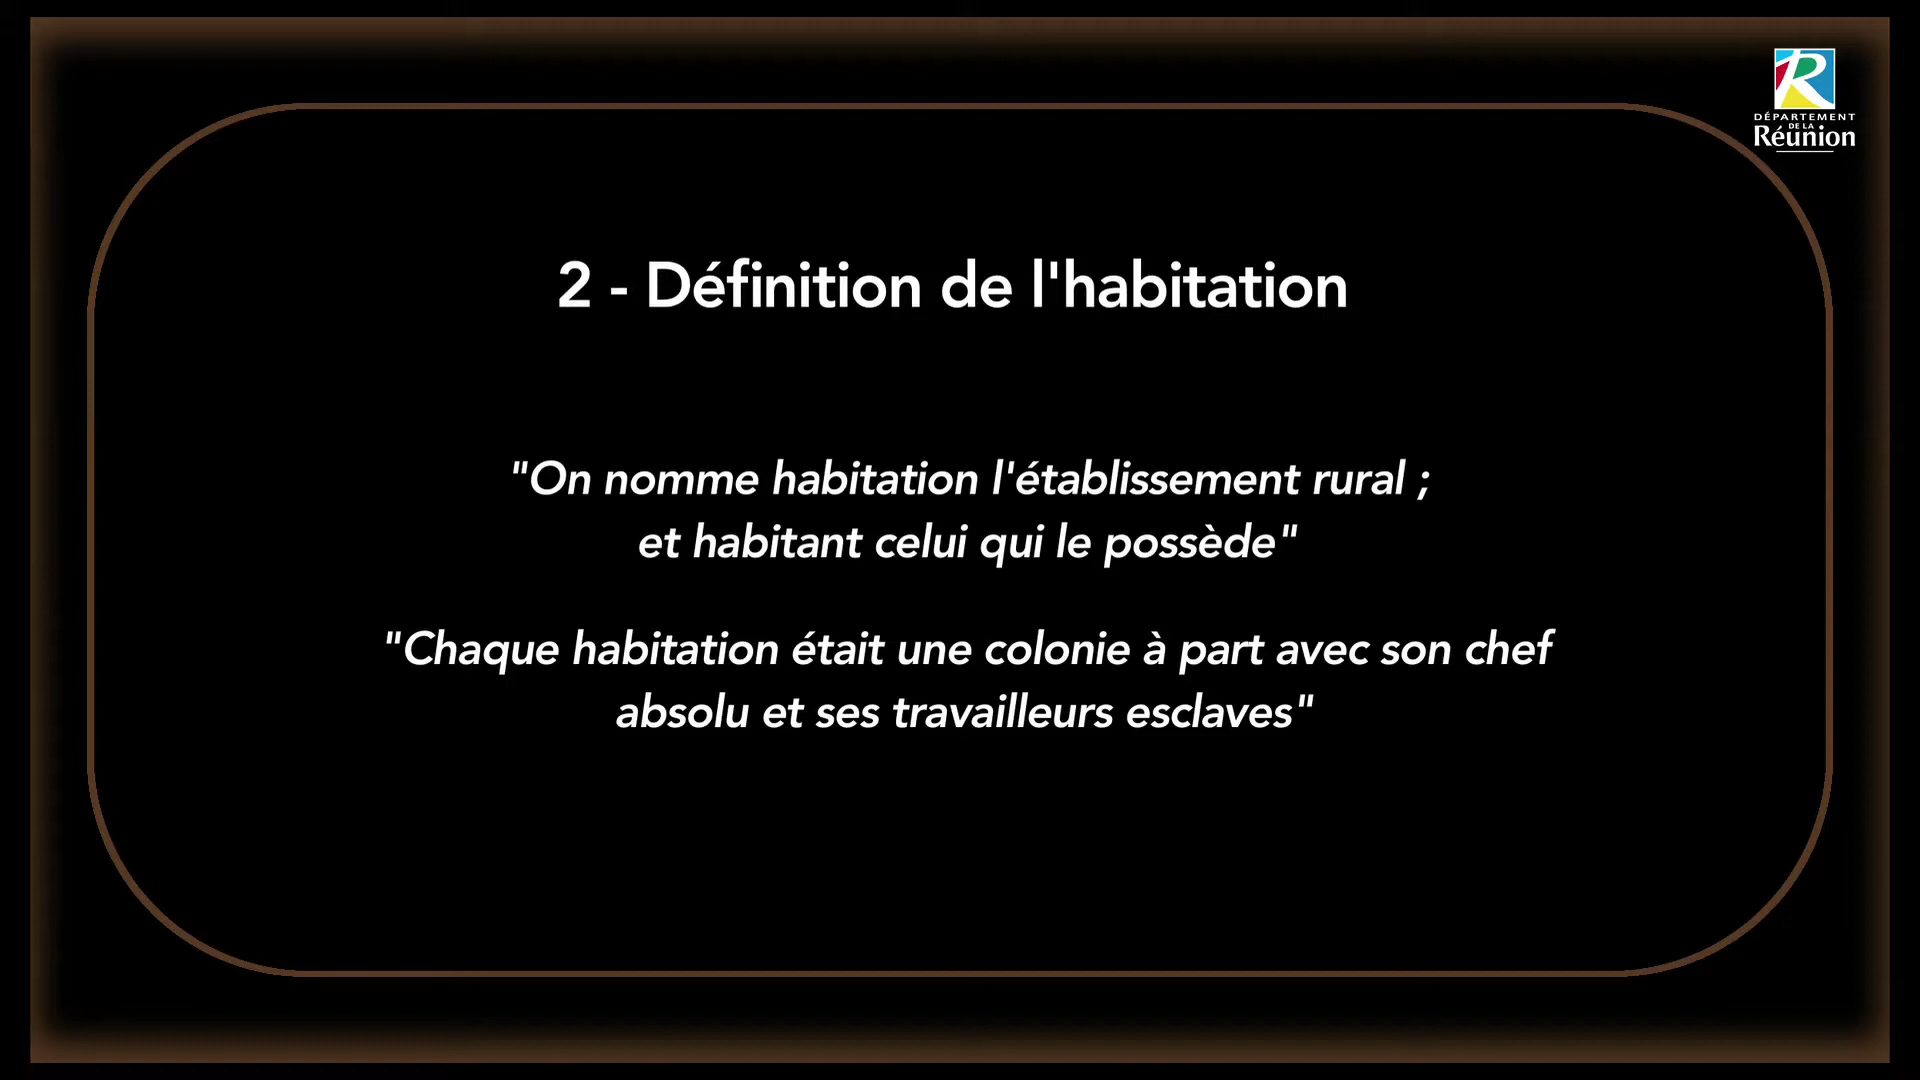 DÉPARTEMENT
DE LA
Réunion
2 - Définition de l'habitation
"On nomme habitation l'établissement rural ;
et habitant celui qui le possède"
"Chaque habitation était une colonie à part avec son chef
absolu et ses travailleurs esclaves"